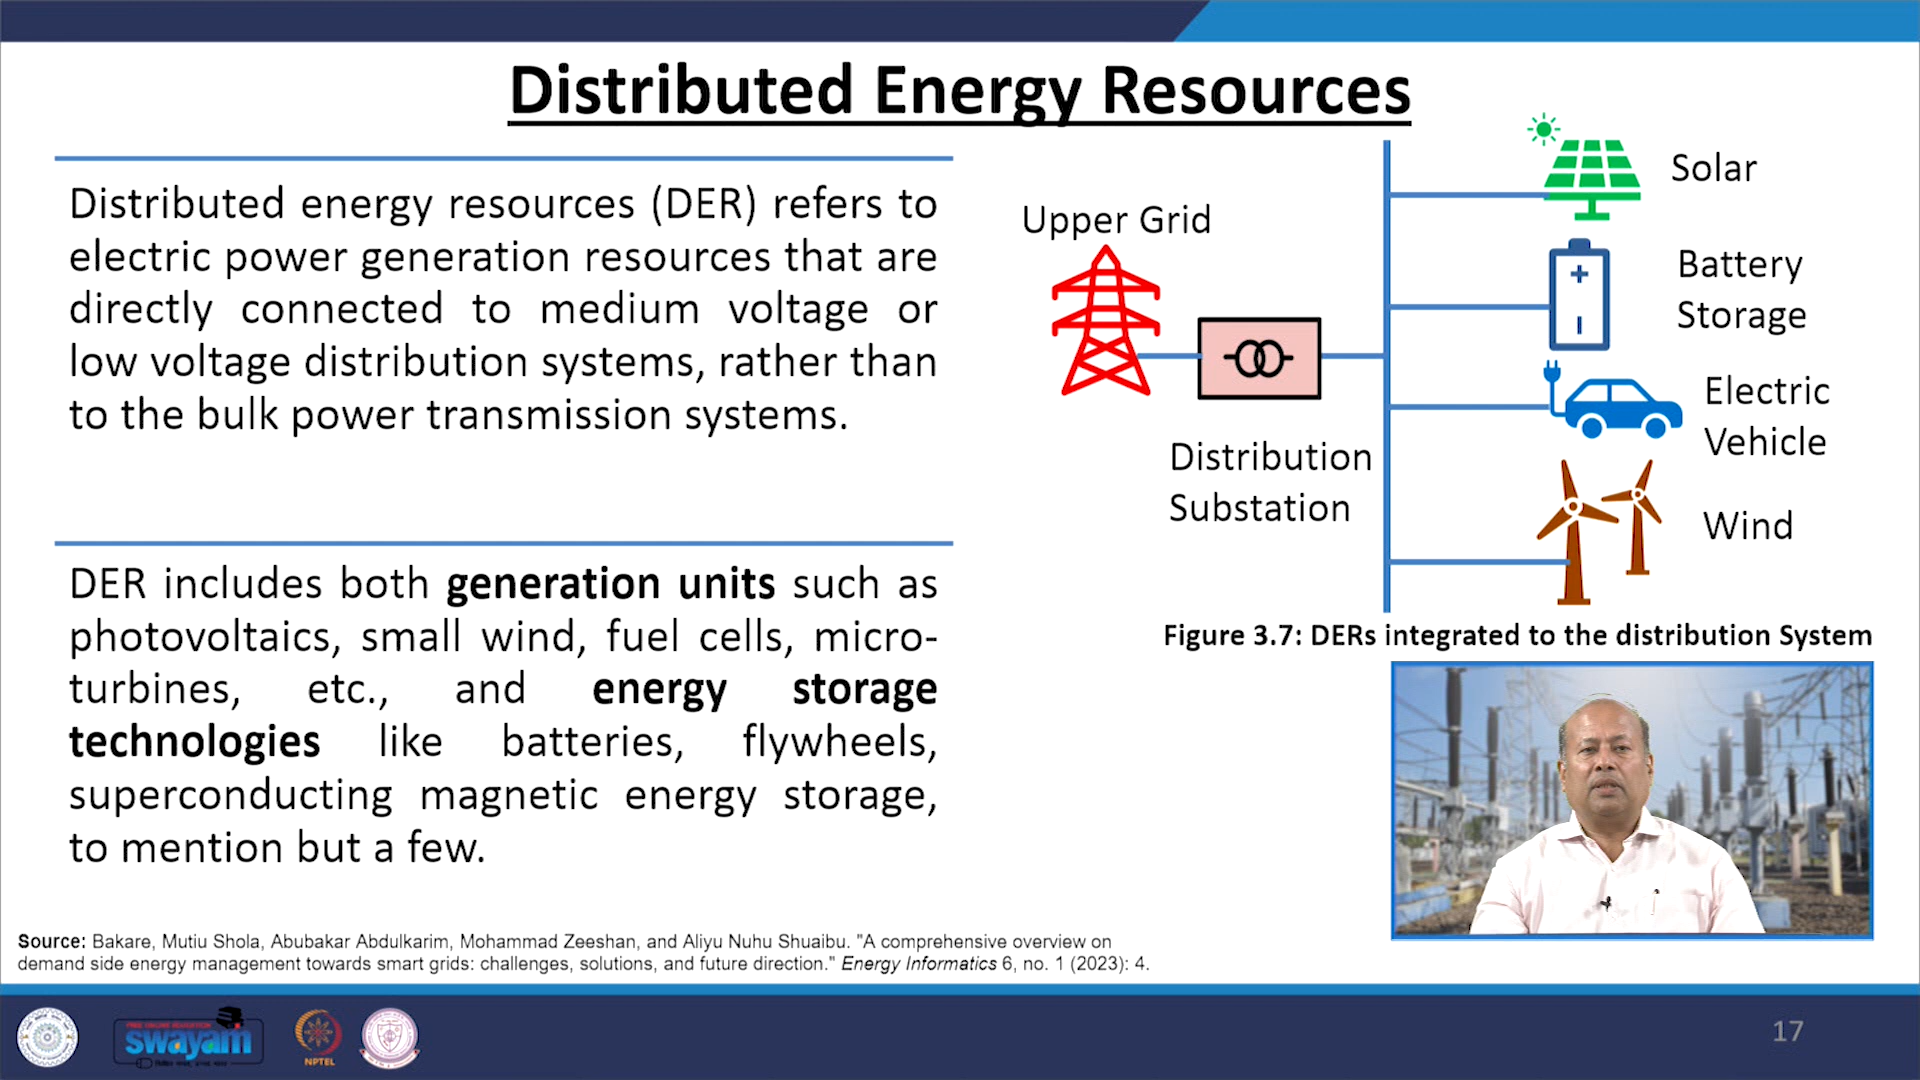 Distributed Energy Resources
Distributed energy resources (DER) refers to
electric power generation resources that are
directly connected to medium voltage or
low voltage distribution systems, rather than
to the bulk power transmission systems.
DER includes both generation units such as
photovoltaics, small wind, fuel cells, micro-
turbines, etc., and energy storage
technologies like batteries, flywheels,
superconducting magnetic energy storage,
to mention but a few.
Upper Grid
Distribution
Substation
Solar
Battery
Storage
Electric
Vehicle
Wind
Figure 3.7: DERs integrated to the distribution System
Source: Bakare, Mutiu Shola, Abubakar Abdulkarim, Mohammad Zeeshan, and Aliyu Nuhu Shuaibu. "A comprehensive overview on
demand side energy management towards smart grids: challenges, solutions, and future direction." Energy Informatics 6, no. 1 (2023): 4.
swayam
NPTEL
17